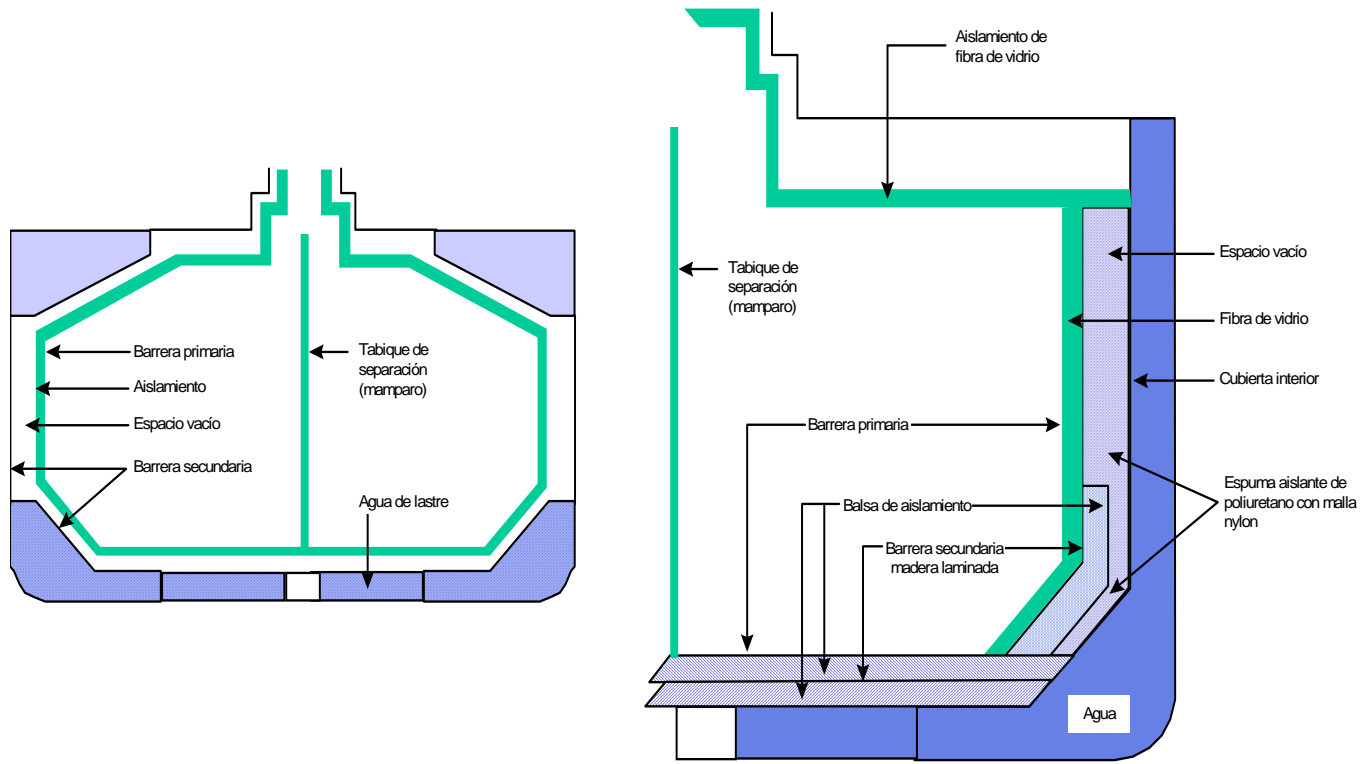 Barrera primaria
Aislamiento
Espacio vacío
Barrera secundaria
Tabique de
separación
(mamparo)
Agua de lastre
Aislamiento de
fibra de vidrio
Tabique de
separación
(mamparo)
Espacio vacío
Fibra de vidrio
Cubierta interior
Barrera primaria
Balsa de aislamiento
Barrera secundaria
madera laminada
Espuma aislante de
poliuretano con malla
nylon
Agua